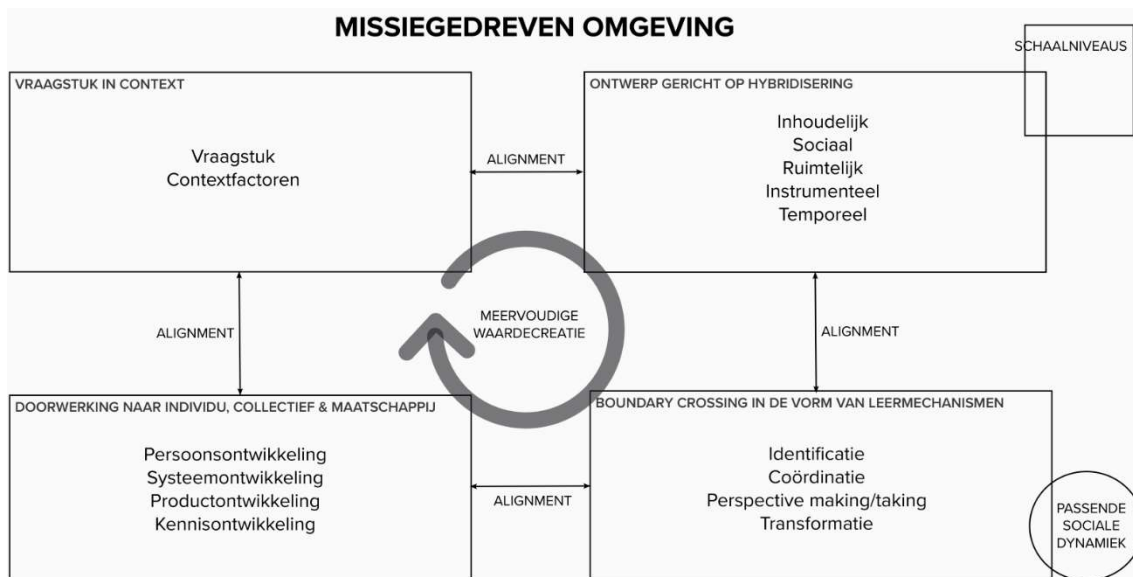 MISSIEGEDREVEN OMGEVING
SCHAALNIVEAUS
VRAAGSTUK IN CONTEXT
Vraagstuk
Contextfactoren
ALIGNMENT
ONTWERP GERICHT OP HYBRIDISERING
Inhoudelijk
Sociaal
Ruimtelijk
Instrumenteel
Temporeel
ALIGNMENT
MEERVOUDIGE
WAARDECREATIE
ALIGNMENT
DOORWERKING NAAR INDIVIDU, COLLECTIEF & MAATSCHAPPIJ
Persoonsontwikkeling
Systeemontwikkeling
Productontwikkeling
Kennisontwikkeling
ALIGNMENT
BOUNDARY CROSSING IN DE VORM VAN LEERMECHANISMEN
Identificatie
Coördinatie
Perspective making/taking
Transformatie
PASSENDE
SOCIALE
DYNAMIEK